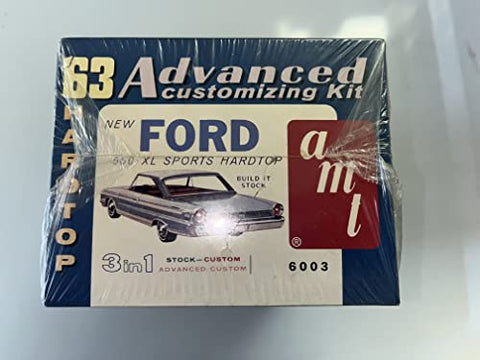 '63 Advanced
customizing Kit
HARDTOP
NEW
FORD
500 XL SPORTS HARDTOP
BUILD IT
STOCK
amt
®
3 in 1
STOCK—CUSTOM
ADVANCED CUSTOM
6003